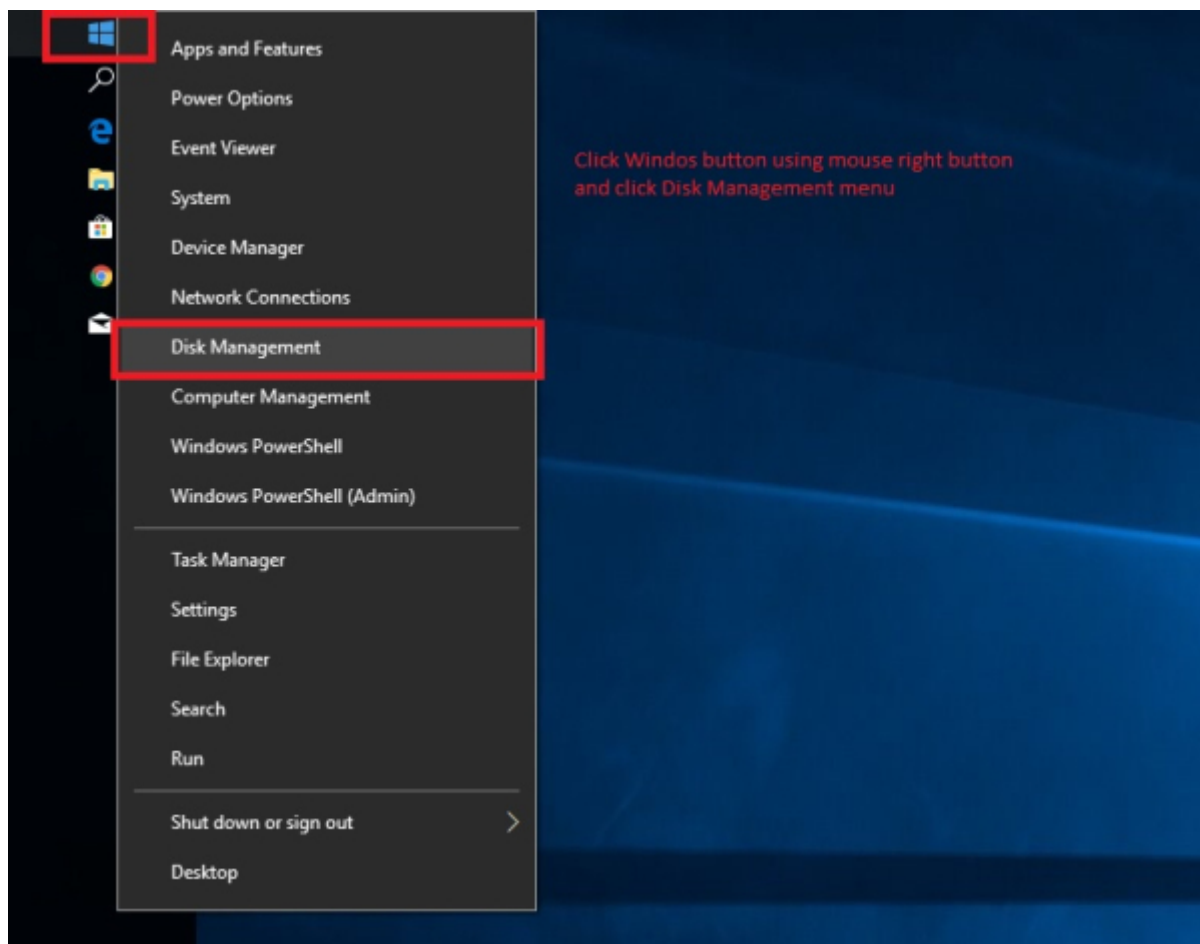 Apps and Features
Power Options
Event Viewer
System
Device Manager
Network Connections
Disk Management
Computer Management
Windows PowerShell
Windows PowerShell (Admin)
Task Manager
Settings
File Explorer
Search
Run
Shut down or sign out
Desktop
Click Windos button using mouse right button
and click Disk Management menu